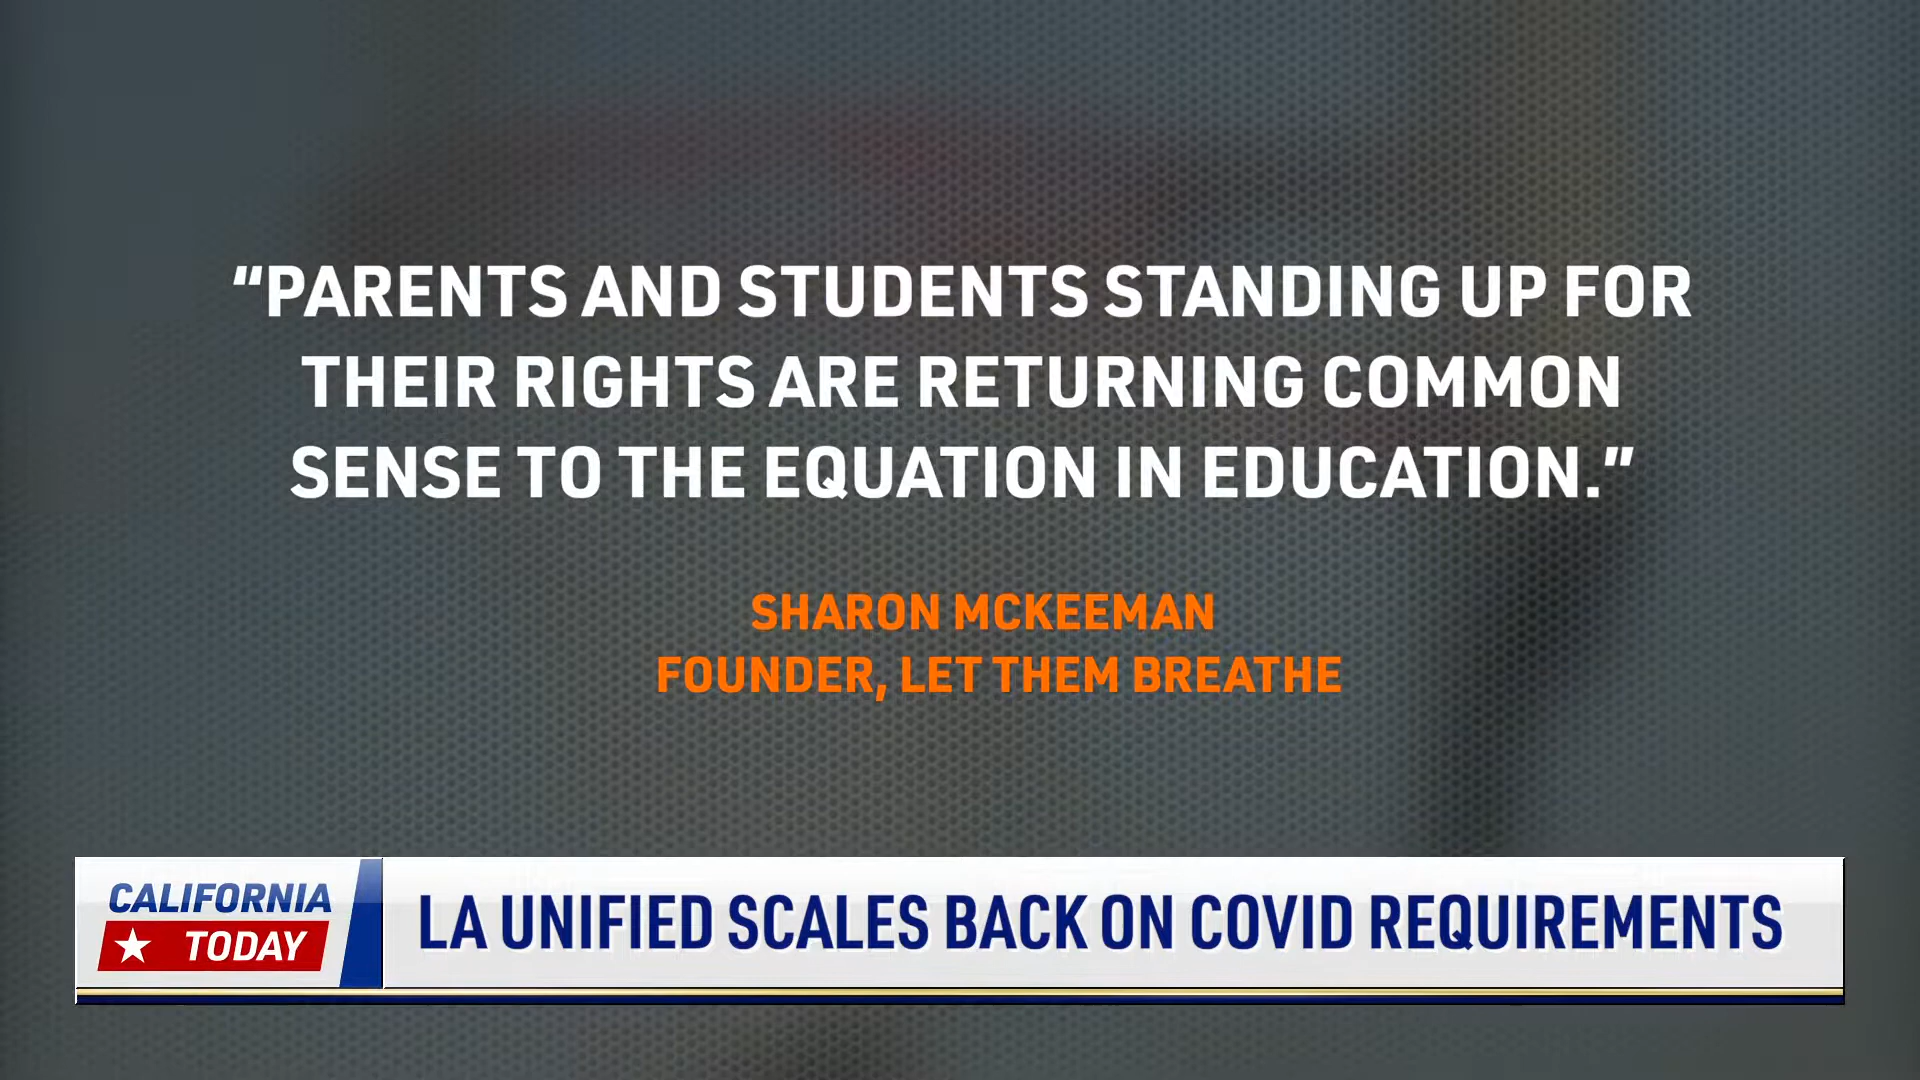 “PARENTS AND STUDENTS STANDING UP FOR
THEIR RIGHTS ARE RETURNING COMMON
SENSE TO THE EQUATION IN EDUCATION.”
SHARON MCKEEMAN
FOUNDER, LET THEM BREATHE
CALIFORNIA
TODAY
LA UNIFIED SCALES BACK ON COVID REQUIREMENTS